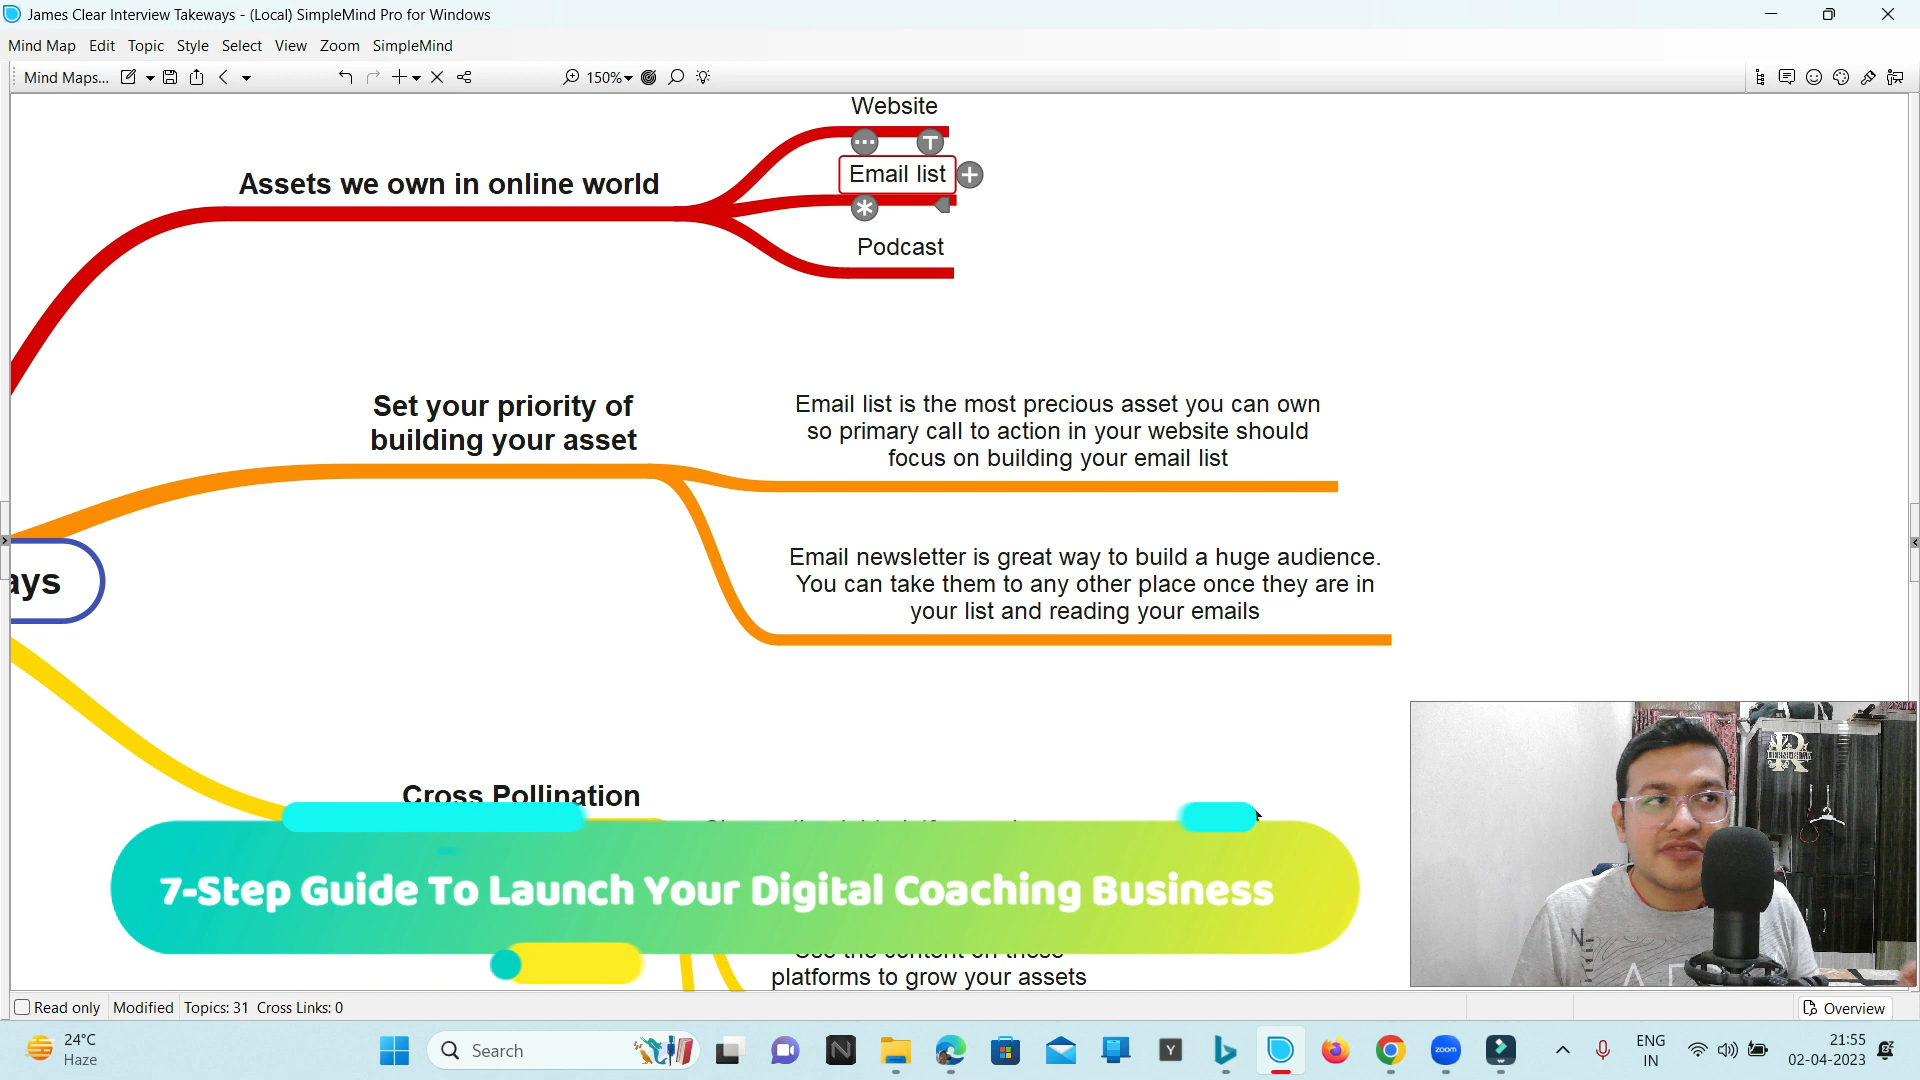 James Clear Interview Takeways - (Local) SimpleMind Pro for Windows
Mind Map Edit Topic Style Select View Zoom SimpleMind
Mind Maps... 150%
Website
Assets we own in online world
Email list
Podcast
Set your priority of
building your asset
Email list is the most precious asset you can own
so primary call to action in your website should
focus on building your email list
Email newsletter is great way to build a huge audience.
You can take them to any other place once they are in
your list and reading your emails
ays
Cross Pollination
7-Step Guide To Launch Your Digital Coaching Business
platforms to grow your assets
Read only Modified Topics: 31 Cross Links: 0
Overview
24°C
Haze
Search
zoom
ENG
IN
21:55
02-04-2023